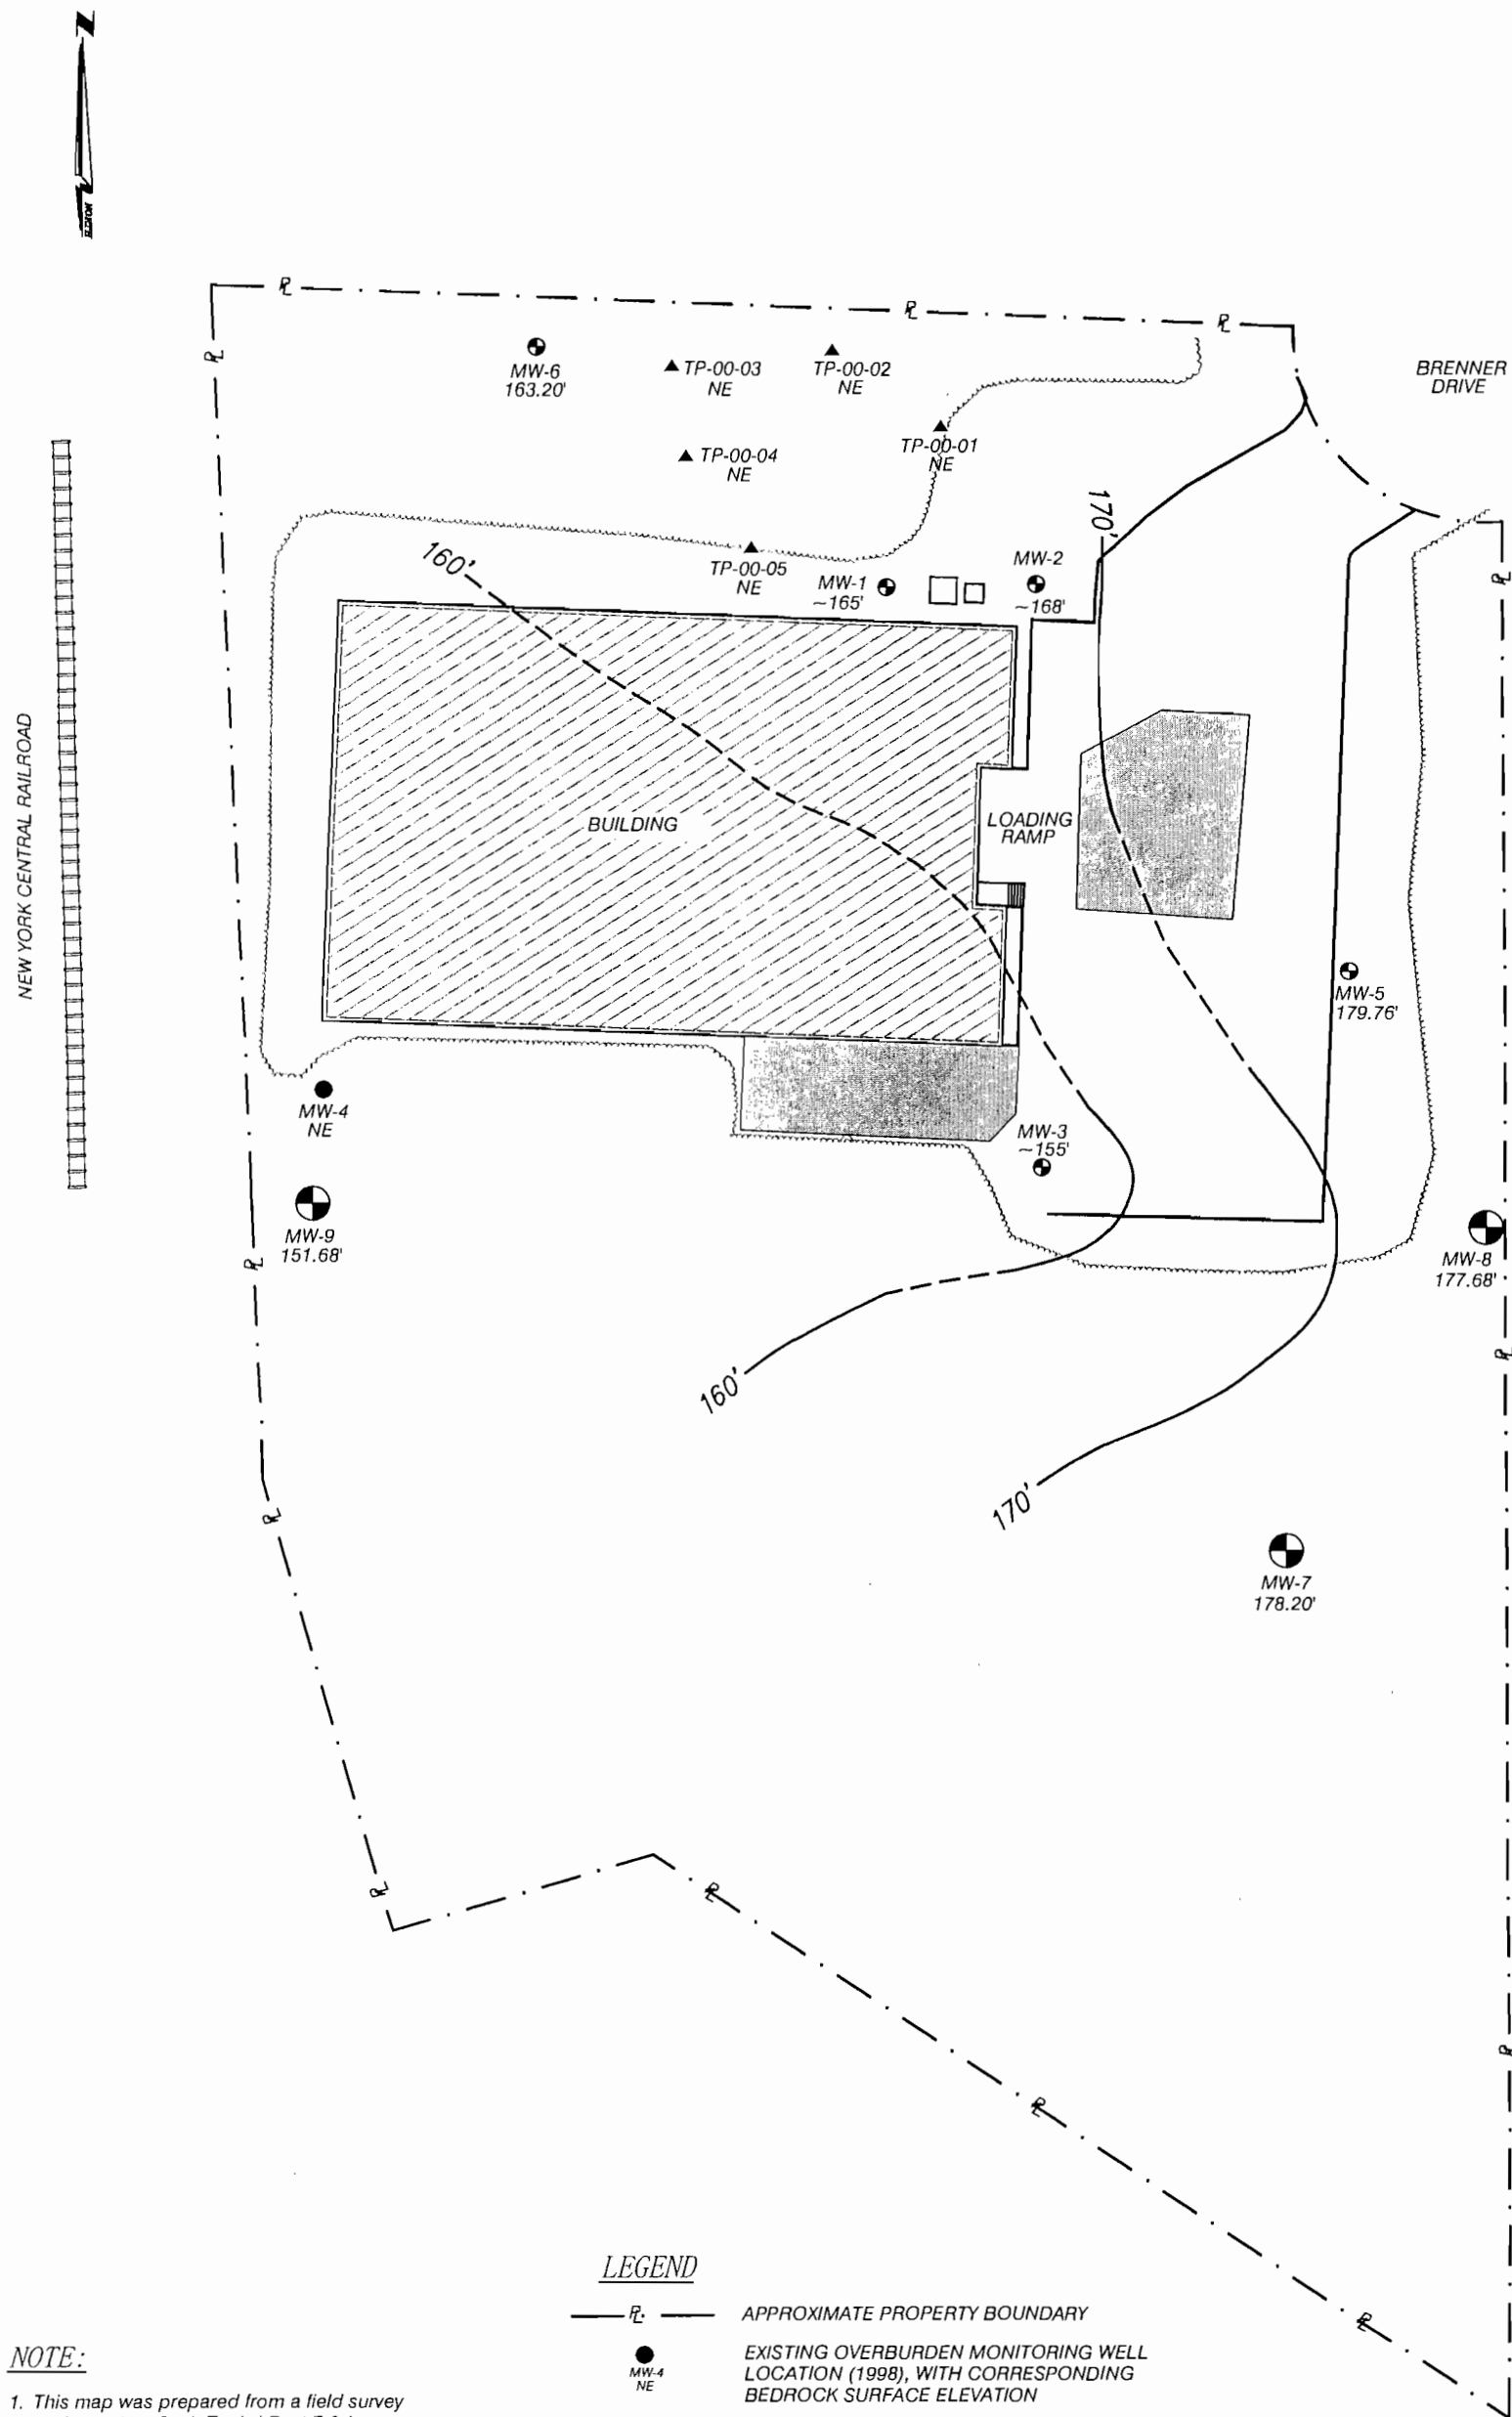 NORTH
BRENNER
DRIVE
MW-6
163.20'
TP-00-03
NE
TP-00-02
NE
TP-00-01
NE
TP-00-04
NE
170'
160'
TP-00-05
NE
MW-1
~165'
MW-2
~168'
NEW YORK CENTRAL RAILROAD
BUILDING
LOADING
RAMP
MW-5
179.76'
MW-4
NE
MW-3
~155'
MW-9
151.68'
MW-8
177.68'
160'
170'
MW-7
178.20'
LEGEND
PL APPROXIMATE PROPERTY BOUNDARY
MW-4
NE
EXISTING OVERBURDEN MONITORING WELL
LOCATION (1998), WITH CORRESPONDING
BEDROCK SURFACE ELEVATION
NOTE:
1. This map was prepared from a field survey